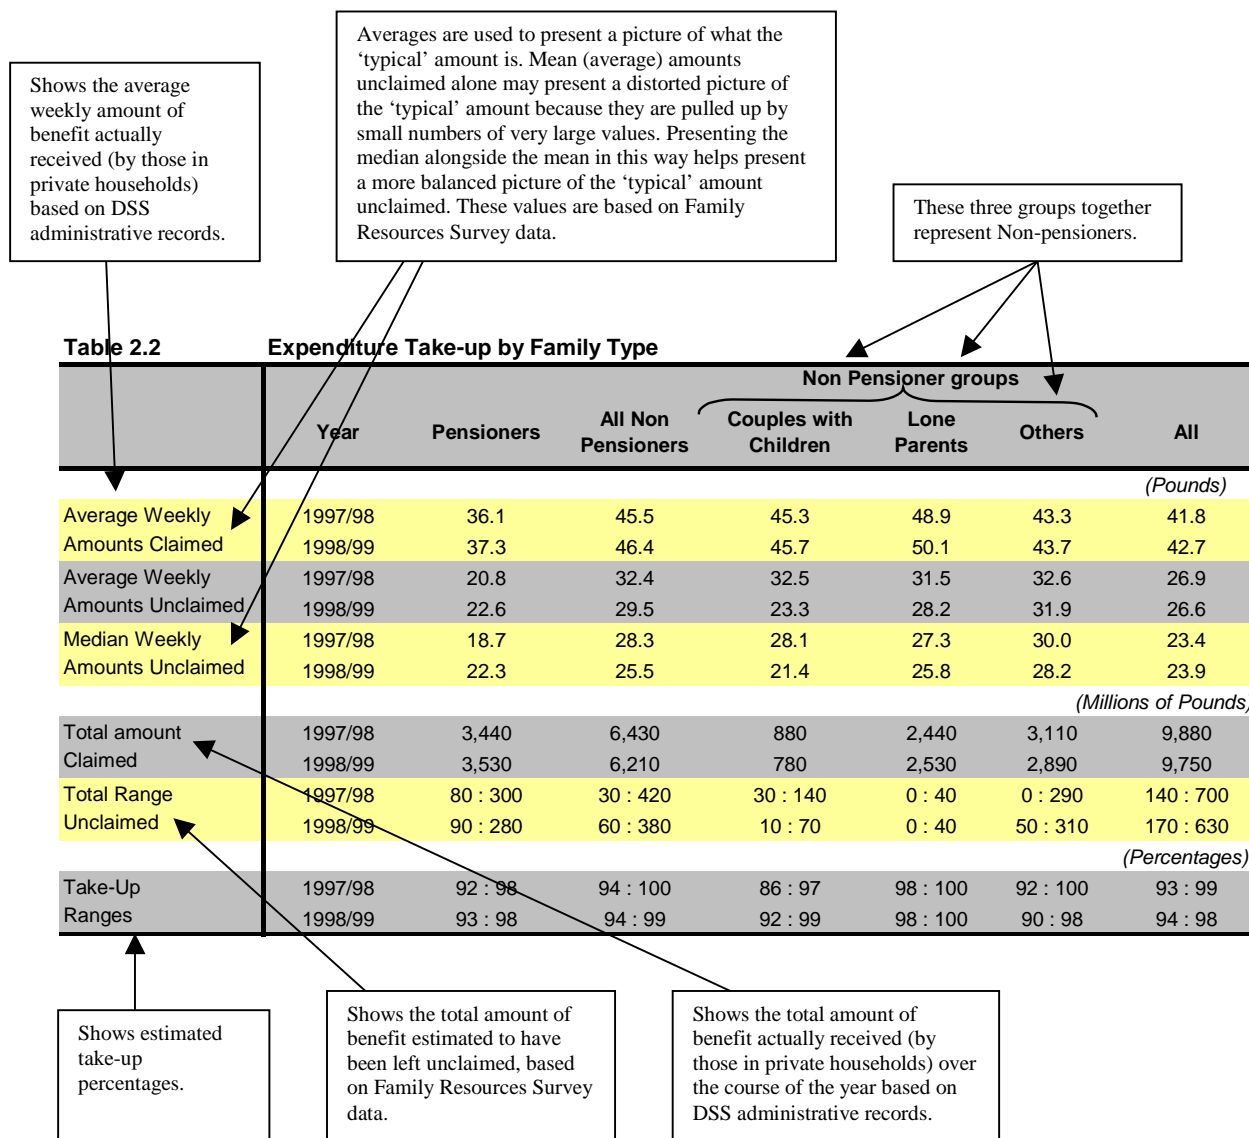 Averages are used to present a picture of what the
‘typical’ amount is. Mean (average) amounts
unclaimed alone may present a distorted picture of
the ‘typical’ amount because they are pulled up by
small numbers of very large values. Presenting the
median alongside the mean in this way helps present
a more balanced picture of the ‘typical’ amount
unclaimed. These values are based on Family
Resources Survey data.
Shows the average
weekly amount of
benefit actually
received (by those in
private households)
based on DSS
administrative records.
These three groups together
represent Non-pensioners.
Table 2.2 Expenditure Take-up by Family Type
Non Pensioner groups
Year Pensioners All Non Pensioners Couples with Children Lone Parents Others All
(Pounds)
Average Weekly 1997/98 36.1 45.5 45.3 48.9 43.3 41.8
Amounts Claimed 1998/99 37.3 46.4 45.7 50.1 43.7 42.7
Average Weekly 1997/98 20.8 32.4 32.5 31.5 32.6 26.9
Amounts Unclaimed 1998/99 22.6 29.5 23.3 28.2 31.9 26.6
Median Weekly 1997/98 18.7 28.3 28.1 27.3 30.0 23.4
Amounts Unclaimed 1998/99 22.3 25.5 21.4 25.8 28.2 23.9
(Millions of Pounds)
Total amount 1997/98 3,440 6,430 880 2,440 3,110 9,880
Claimed 1998/99 3,530 6,210 780 2,530 2,890 9,750
Total Range 1997/98 80 : 300 30 : 420 30 : 140 0 : 40 0 : 290 140 : 700
Unclaimed 1998/99 90 : 280 60 : 380 10 : 70 0 : 40 50 : 310 170 : 630
(Percentages)
Take-Up 1997/98 92 : 98 94 : 100 86 : 97 98 : 100 92 : 100 93 : 99
Ranges 1998/99 93 : 98 94 : 99 92 : 99 98 : 100 90 : 98 94 : 98
Shows estimated
take-up
percentages.
Shows the total amount of
benefit estimated to have
been left unclaimed, based
on Family Resources Survey
data.
Shows the total amount of
benefit actually received (by
those in private households) over
the course of the year based on
DSS administrative records.